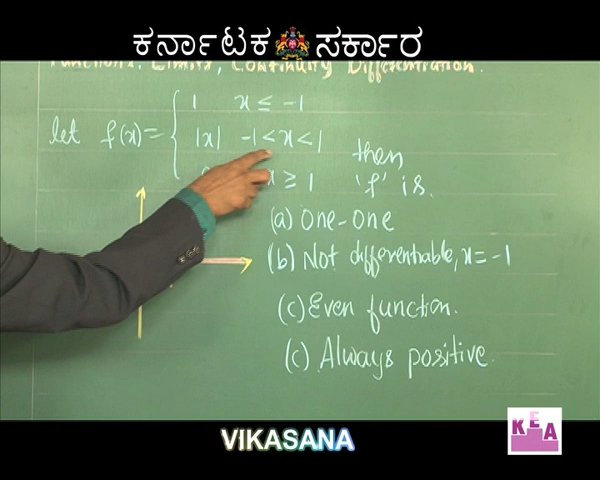 ಕರ್ನಾಟಕ ಸರ್ಕಾರ
Functions, Limits, Continuity Differentiation.
1 x ≤ -1
let f(x) = |x| -1 < x < 1 then
x ≥ 1 'f' is.
(a) One-One
(b) Not differentiable, x = -1
(c) Even function.
(c) Always positive.
VIKASANA
KEA